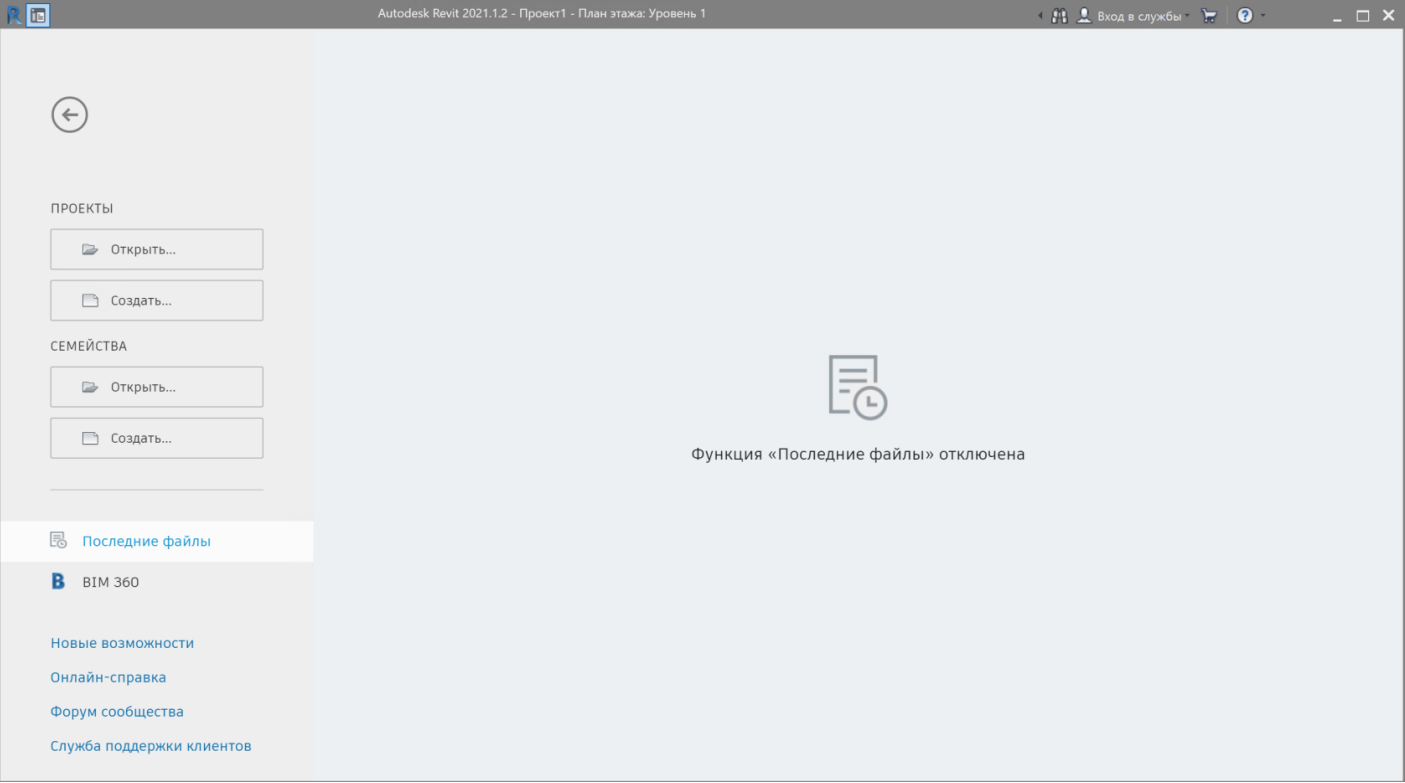 Autodesk Revit 2021.1.2 - Проект1 - План этажа: Уровень 1
Вход в службы
ПРОЕКТЫ
Открыть...
Создать...
СЕМЕЙСТВА
Открыть...
Создать...
Функция «Последние файлы» отключена
Последние файлы
BIM 360
Новые возможности
Онлайн-справка
Форум сообщества
Служба поддержки клиентов